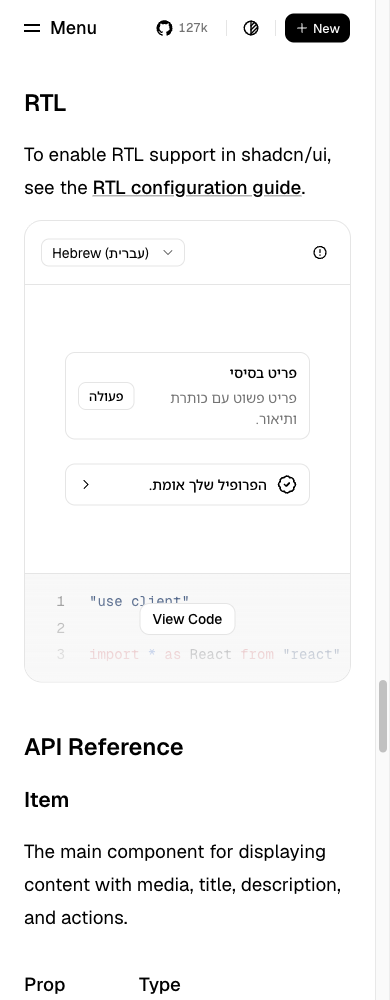 Menu
127k
New
RTL
To enable RTL support in shadcn/ui,
see the RTL configuration guide.
Hebrew (עברית)
פריט בסיסי
פריט פשוט עם כותרת
ותיאור.
פעולה
הפרופיל שלך אומת.
1 "use client"
2
View Code
3 import * as React from "react"
API Reference
Item
The main component for displaying
content with media, title, description,
and actions.
Prop Type